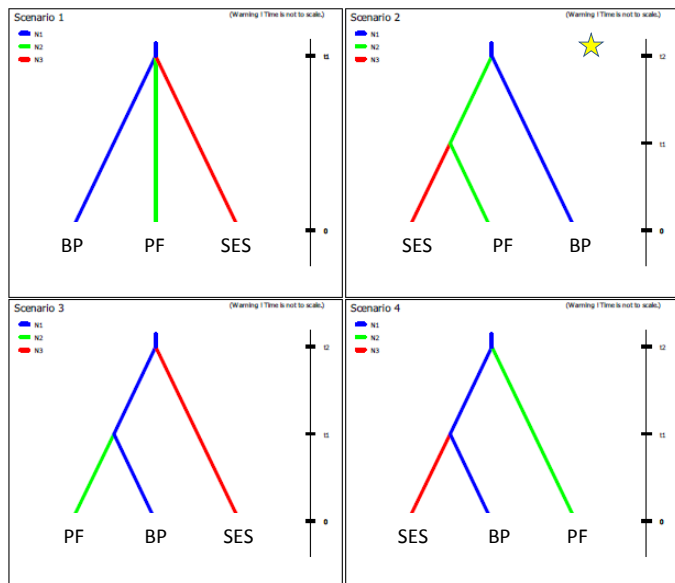 Scenario 1
(Warning ! Time is not to scale.)
N1
N2
N3
t1
0
BP PF SES
Scenario 2
(Warning ! Time is not to scale.)
N1
N2
N3
t2
t1
0
SES PF BP
Scenario 3
(Warning ! Time is not to scale.)
N1
N2
N3
t2
t1
0
PF BP SES
Scenario 4
(Warning ! Time is not to scale.)
N1
N2
N3
t2
t1
0
SES BP PF